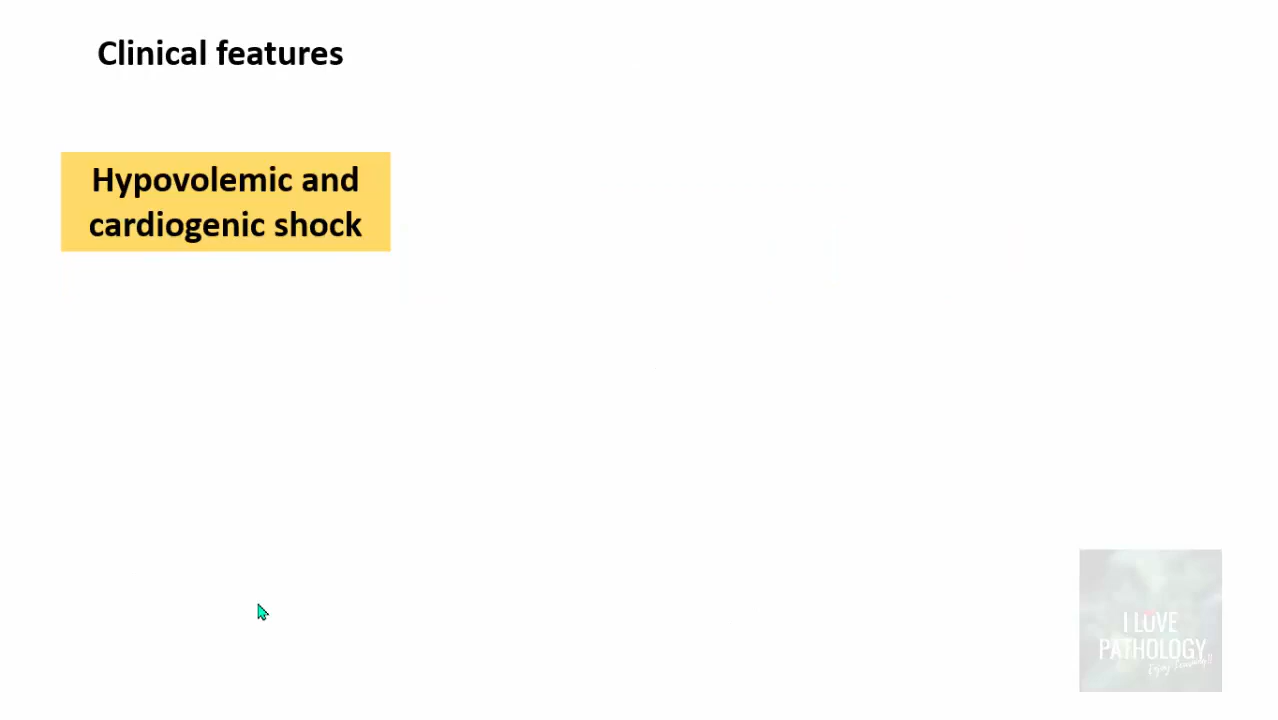 Clinical features
Hypovolemic and
cardiogenic shock
I LOVE
PATHOLOGY